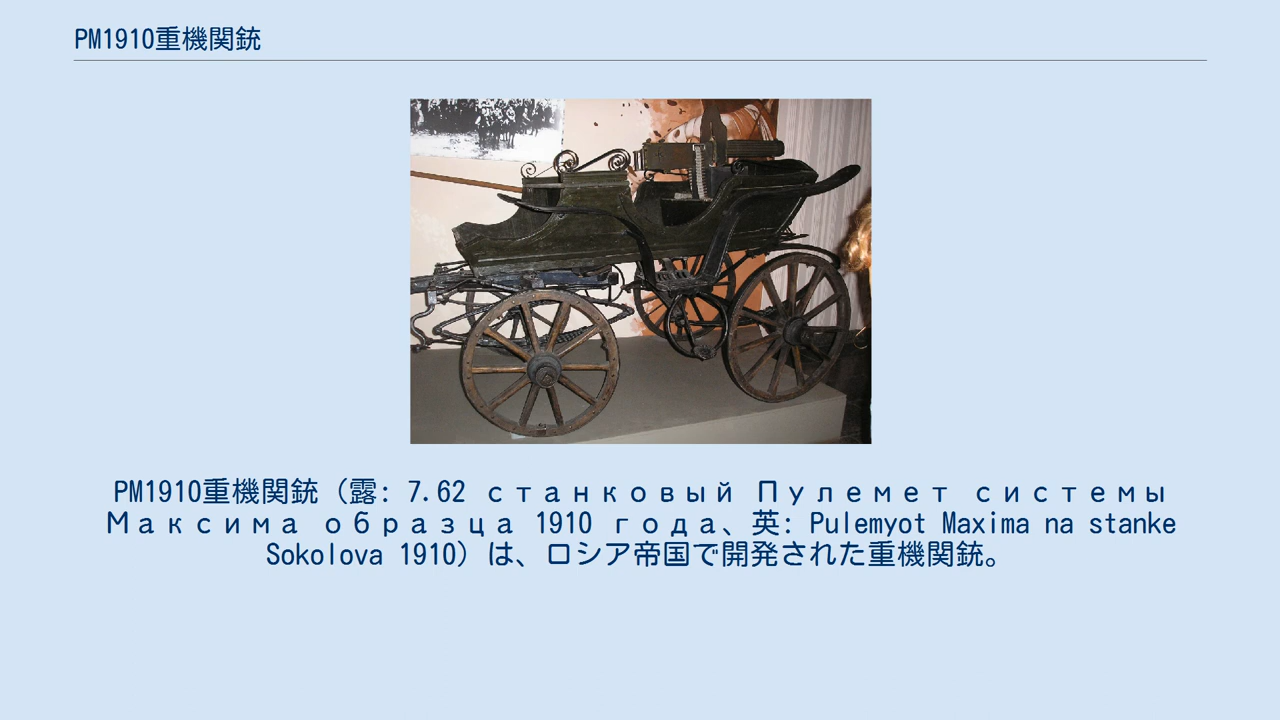 PM1910重機関銃
PM1910重機関銃（露: 7.62 становый Пулемет системы
Максима образца 1910 года、英: Pulemyot Maxima na stanke
Sokolova 1910）は、ロシア帝国で開発された重機関銃。